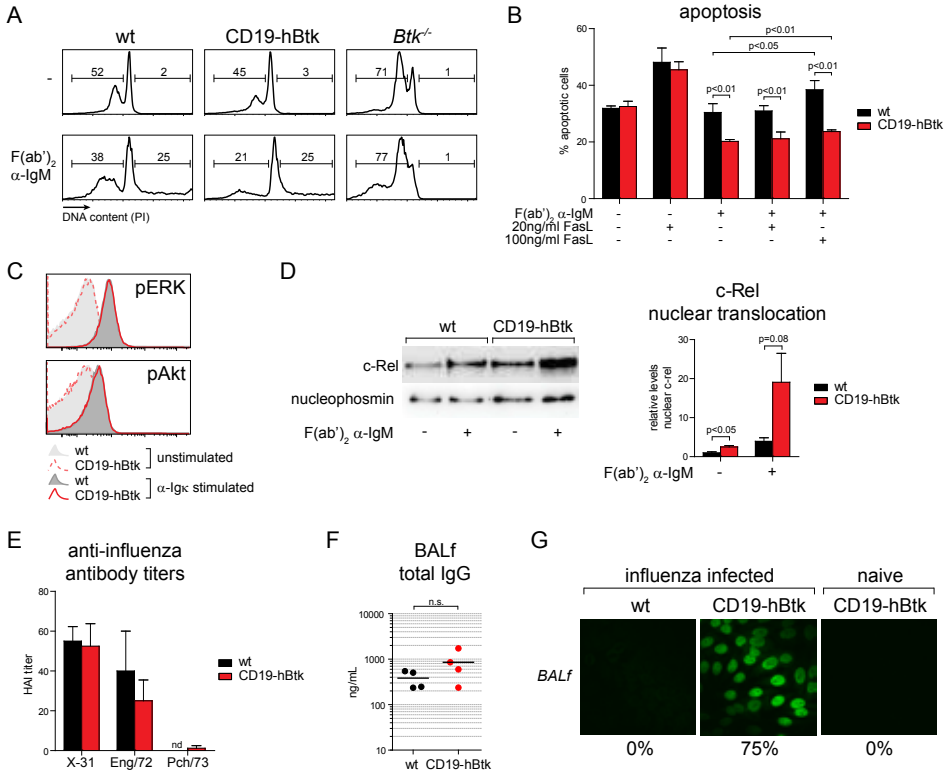 A
wt CD19-hBtk Btk-/-
-
52 2 45 3 71 1
F(ab')2
α-IgM
38 25 21 25 77 1
DNA content (PI)
B
apoptosis
p<0.01
p<0.05
p<0.01 p<0.01 p<0.01
% apoptotic cells
60
40
20
0
wt
CD19-hBtk
F(ab')2 α-IgM - - + + +
20ng/ml FasL - + - + -
100ng/ml FasL - - - - +
C
pERK
pAkt
wt
CD19-hBtk
unstimulated
wt
CD19-hBtk
α-Igκ stimulated
D
wt CD19-hBtk
c-Rel
nucleophosmin
F(ab')2 α-IgM - + - +
c-Rel
nuclear translocation
relative levels
nuclear c-rel
30
20
10
0
p<0.05
p=0.08
wt
CD19-hBtk
F(ab')2 α-IgM - +
E
anti-influenza
antibody titers
HAI titer
80
60
40
20
0
wt
CD19-hBtk
nd
X-31 Eng/72 Pch/73
F
BALf
total IgG
n.s.
ng/mL
10000
1000
100
10
wt CD19-hBtk
G
influenza infected naive
wt CD19-hBtk CD19-hBtk
BALf
0% 75% 0%